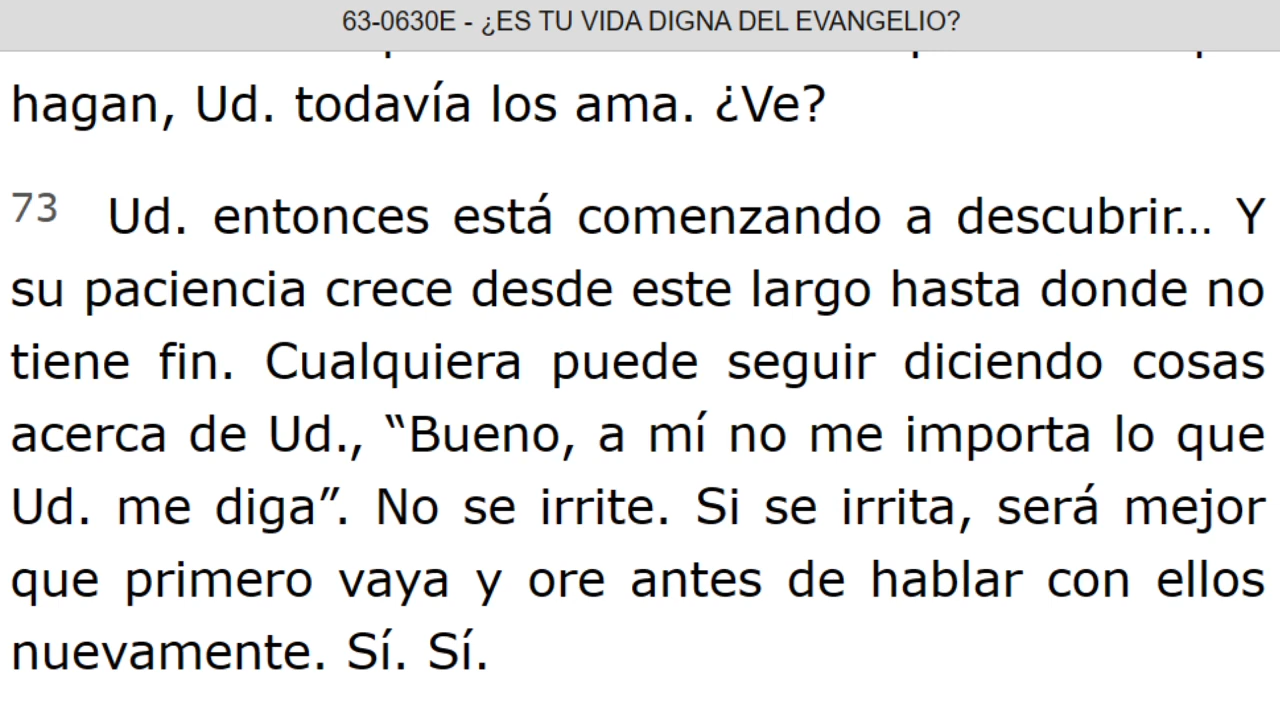 63-0630E - ¿ES TU VIDA DIGNA DEL EVANGELIO?
hagan, Ud. todavía los ama. ¿Ve?
73 Ud. entonces está comenzando a descubrir... Y
su paciencia crece desde este largo hasta donde no
tiene fin. Cualquiera puede seguir diciendo cosas
acerca de Ud., “Bueno, a mí no me importa lo que
Ud. me diga”. No se irrite. Si se irrita, será mejor
que primero vaya y ore antes de hablar con ellos
nuevamente. Sí. Sí.